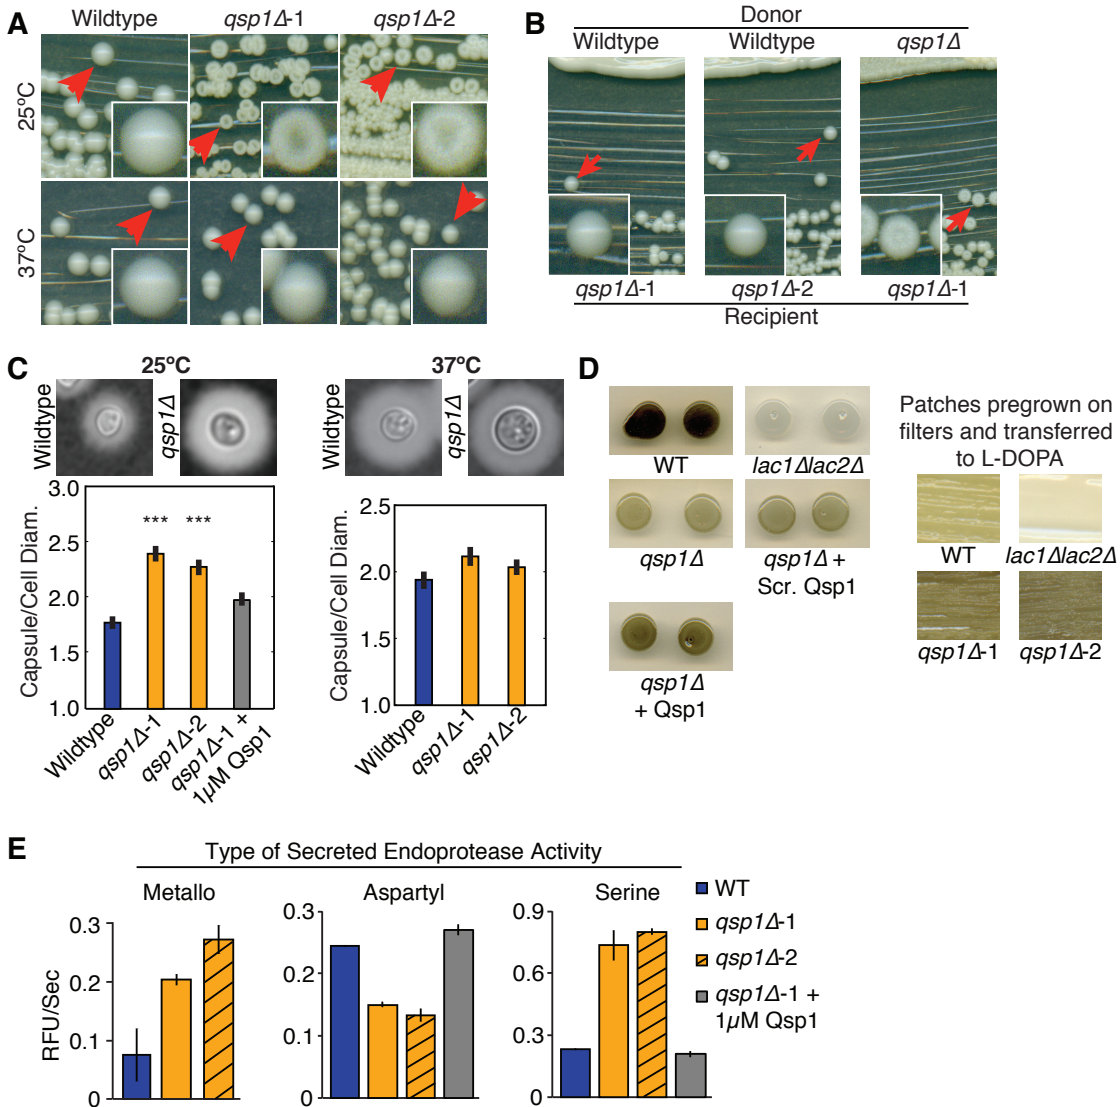 A
Wildtype
qsp1Δ-1
qsp1Δ-2
25ºC
37ºC
B
Donor
Wildtype
Wildtype
qsp1Δ
qsp1Δ-1
qsp1Δ-2
qsp1Δ-1
Recipient
C
25ºC
37ºC
Wildtype
qsp1Δ
Wildtype
qsp1Δ
Capsule/Cell Diam.
3.0
2.5
2.0
1.5
1.0
***
***
Wildtype
qsp1Δ-1
qsp1Δ-2
qsp1Δ-1 +
1µM Qsp1
Capsule/Cell Diam.
2.5
2.0
1.5
1.0
Wildtype
qsp1Δ-1
qsp1Δ-2
D
WT
lac1Δlac2Δ
qsp1Δ
qsp1Δ +
Scr. Qsp1
qsp1Δ
+ Qsp1
Patches pregrown on
filters and transferred
to L-DOPA
WT
lac1Δlac2Δ
qsp1Δ-1
qsp1Δ-2
E
Type of Secreted Endoprotease Activity
Metallo
Aspartyl
Serine
RFU/Sec
0.3
0.2
0.1
0
0.3
0.2
0.1
0
0.9
0.6
0.3
0
WT
qsp1Δ-1
qsp1Δ-2
qsp1Δ-1 +
1µM Qsp1